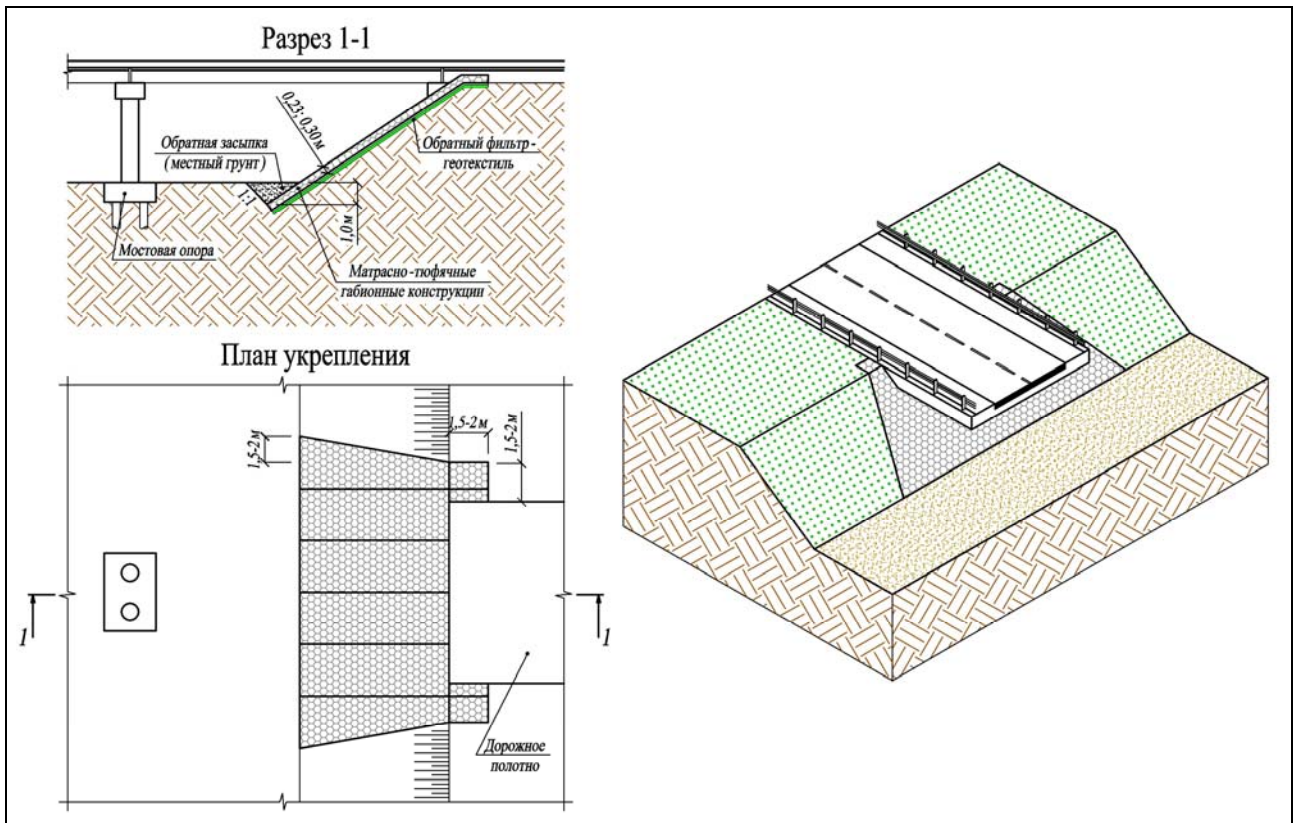 Разрез 1-1
0,23; 0,30м
Обратная засыпка
(местный грунт)
Обратный фильтр-
геотекстиль
1:1
1,0м
Мостовая опора
Матрасно-тюфячные
габионные конструкции
План укрепления
1,5-2м
1,5-2м
1,5-2м
1
1
Дорожное
полотно